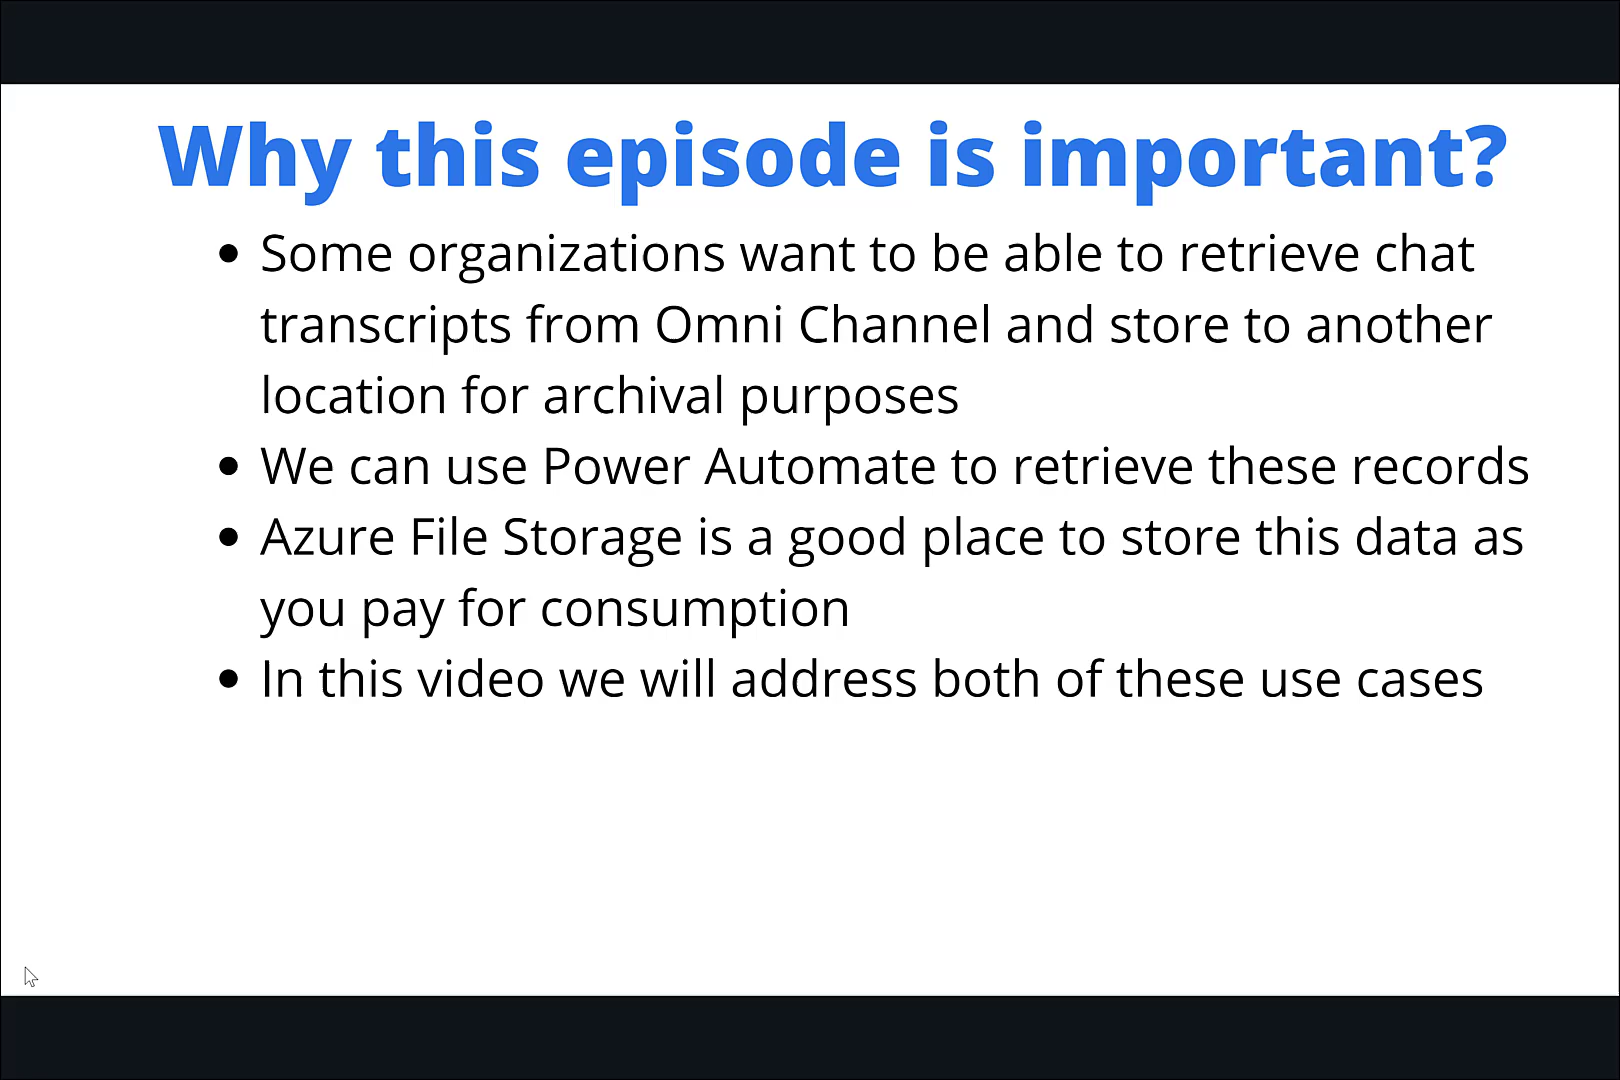 Why this episode is important?
• Some organizations want to be able to retrieve chat
transcripts from Omni Channel and store to another
location for archival purposes
• We can use Power Automate to retrieve these records
• Azure File Storage is a good place to store this data as
you pay for consumption
• In this video we will address both of these use cases